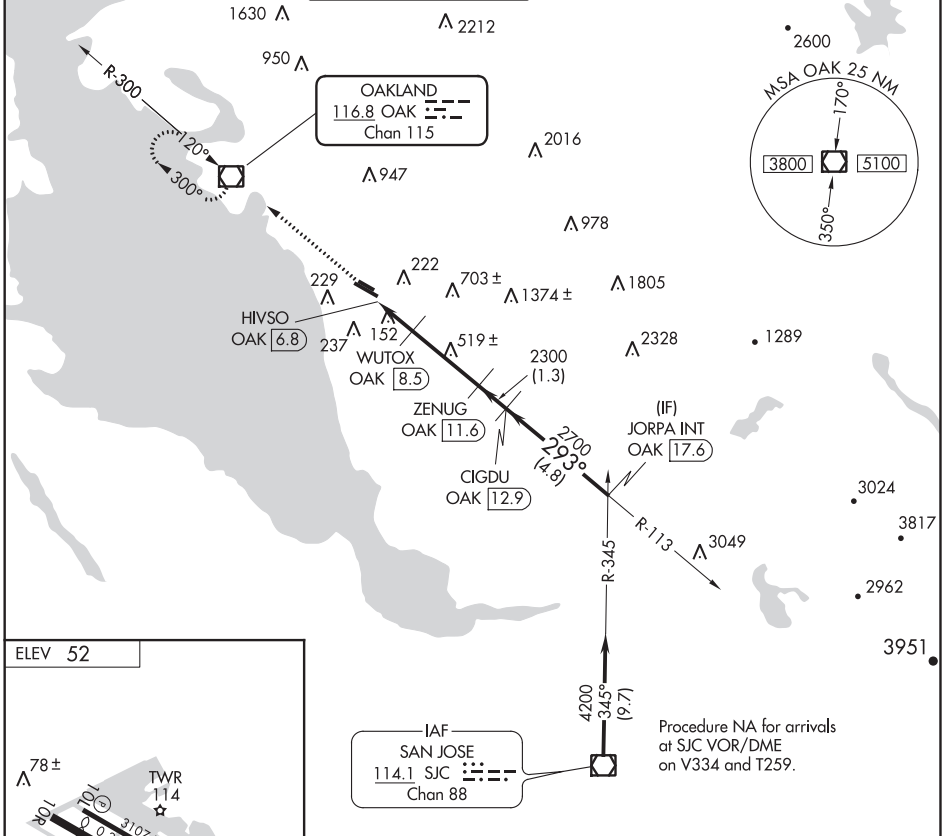 1630
2212
2600
950
R-300
OAKLAND
116.8 OAK
Chan 115
MSA OAK 25 NM
170°
3800
5100
350°
120°
300°
2016
947
978
229
222
703 ±
1374 ±
1805
HIVSO
OAK 6.8
237
152
519 ±
2328
1289
WUTOX
OAK 8.5
2300
(1.3)
ZENUG
OAK 11.6
(IF)
JORPA INT
OAK 17.6
2700
293°
(4.8)
CIGDU
OAK 12.9
3024
3817
R-345
R-113
3049
2962
3951
ELEV 52
4200
345°
(9.7)
IAF
SAN JOSE
114.1 SJC
Chan 88
Procedure NA for arrivals
at SJC VOR/DME
on V334 and T259.
78 ±
TWR
114
10R
10L
P
3107